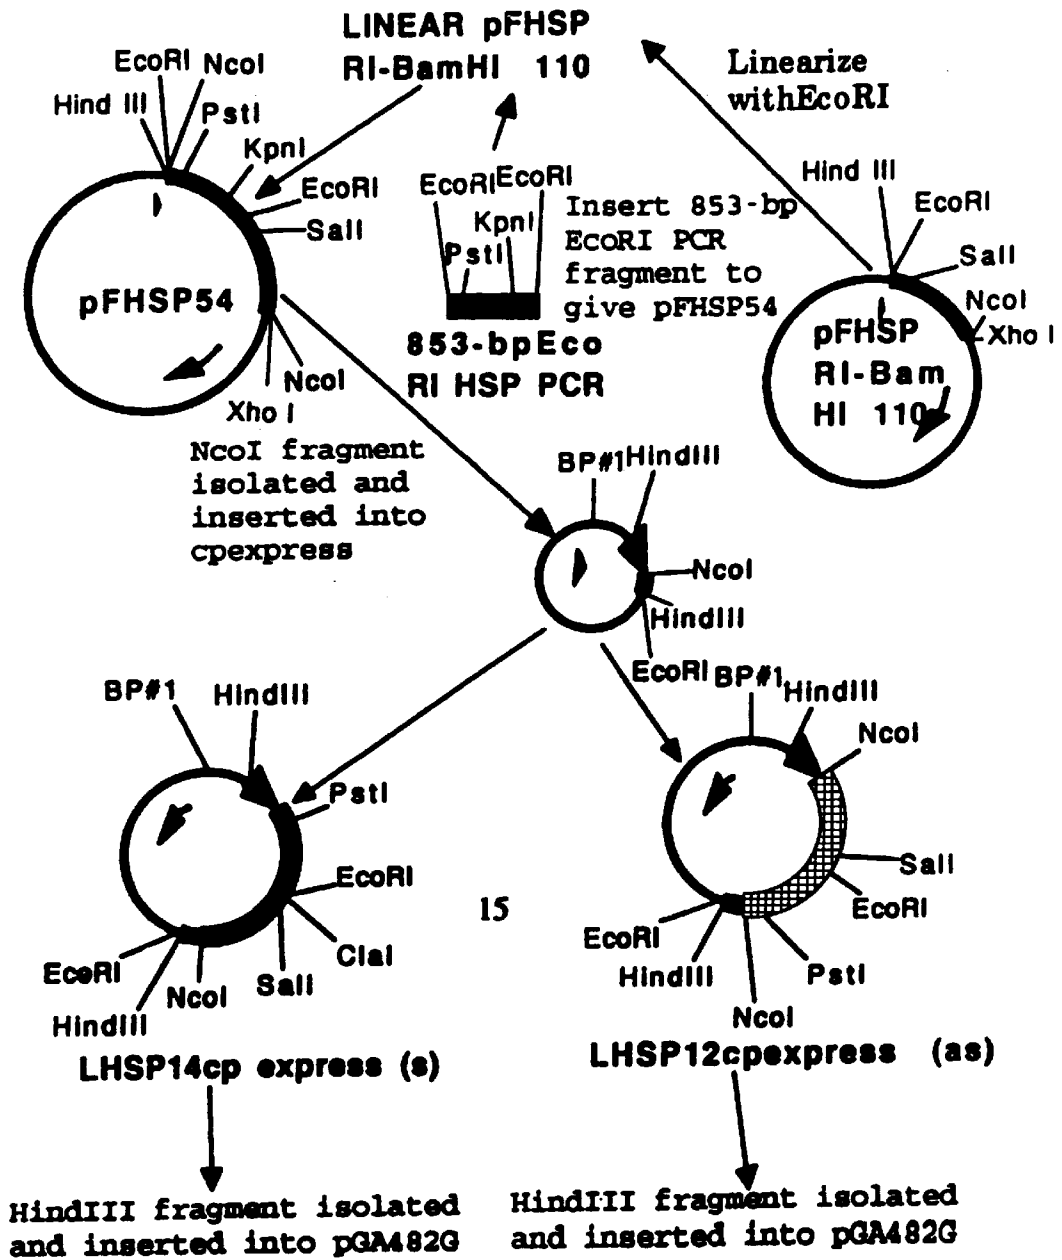 LINEAR pFHSP
RI-BamHI 110
Linearize
withEcoRI
EcoRI
NcoI
Hind III
PstI
KpnI
EcoRI
SalI
pFHSP54
NcoI
Xho I
EcoRI
EcoRI
KpnI
PstI
853-bpEco
RI HSP PCR
Insert 853-bp
EcoRI PCR
fragment to
give pFHSP54
Hind III
EcoRI
SalI
NcoI
Xho I
pFHSP
RI-Bam
HI 110
NcoI fragment
isolated and
inserted into
cpexpress
BP#1
HindIII
NcoI
HindIII
EcoRI
BP#1
HindIII
PstI
EcoRI
ClaI
SalI
NcoI
HindIII
EcoRI
LHSP14cp express (s)
15
BP#1
HindIII
NcoI
SalI
EcoRI
PstI
NcoI
HindIII
EcoRI
LHSP12cpexpress (as)
HindIII fragment isolated
and inserted into pGA482G
HindIII fragment isolated
and inserted into pGA482G